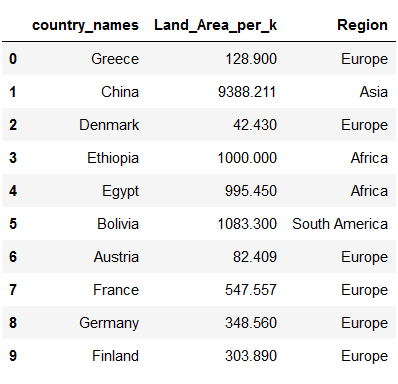 country_names Land_Area_per_k Region
0 Greece 128.900 Europe
1 China 9388.211 Asia
2 Denmark 42.430 Europe
3 Ethiopia 1000.000 Africa
4 Egypt 995.450 Africa
5 Bolivia 1083.300 South America
6 Austria 82.409 Europe
7 France 547.557 Europe
8 Germany 348.560 Europe
9 Finland 303.890 Europe